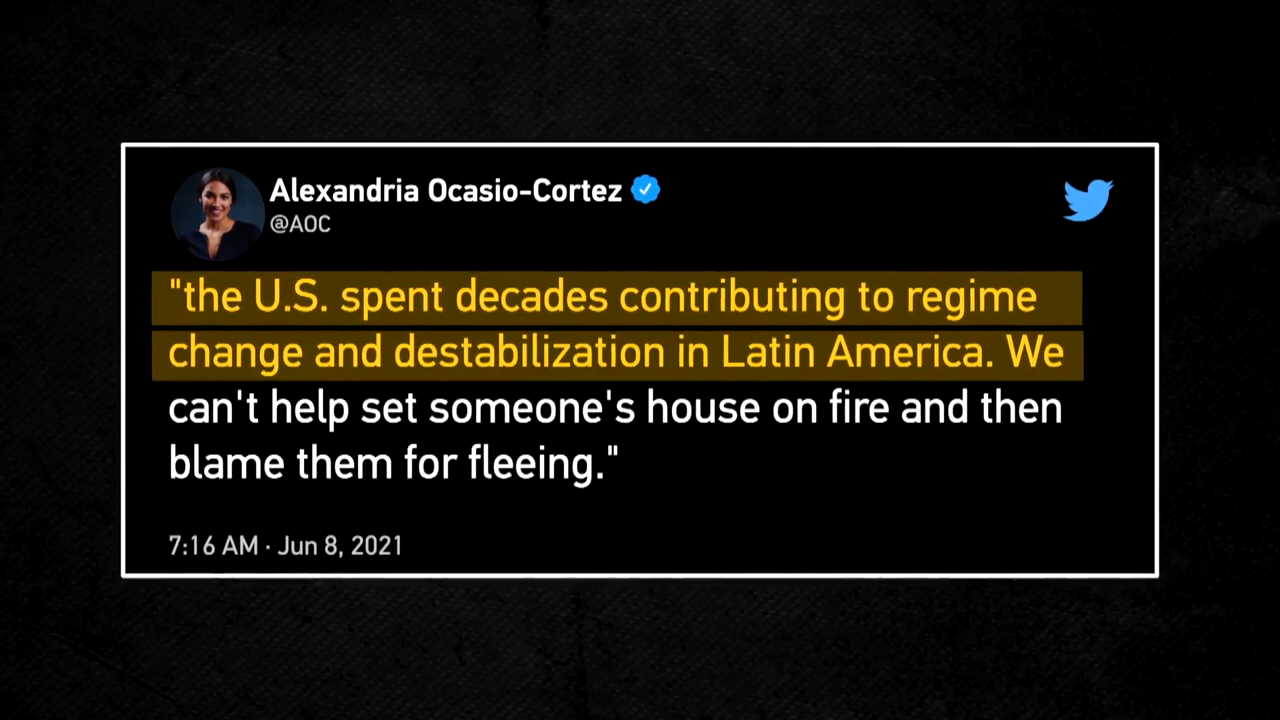 Alexandria Ocasio-Cortez
@AOC
"the U.S. spent decades contributing to regime
change and destabilization in Latin America. We
can't help set someone's house on fire and then
blame them for fleeing."
7:16 AM · Jun 8, 2021